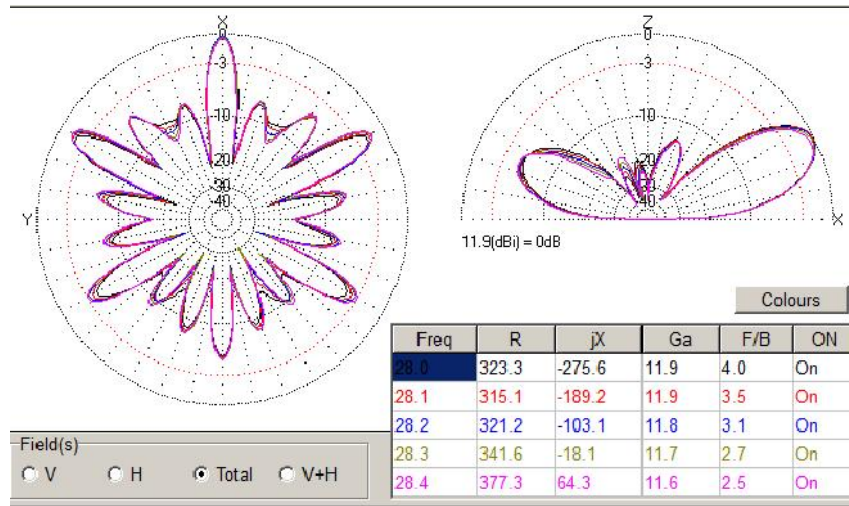 X Z
0 0
-3 -3
-10 -10
-20 -20
-30 -30
-40 -40
Y X
11.9(dBi) = 0dB
Colours
Freq R jX Ga F/B ON
28.0 323.3 -275.6 11.9 4.0 On
28.1 315.1 -189.2 11.9 3.5 On
28.2 321.2 -103.1 11.8 3.1 On
28.3 341.6 -18.1 11.7 2.7 On
28.4 377.3 64.3 11.6 2.5 On
Field(s)
V H Total V+H